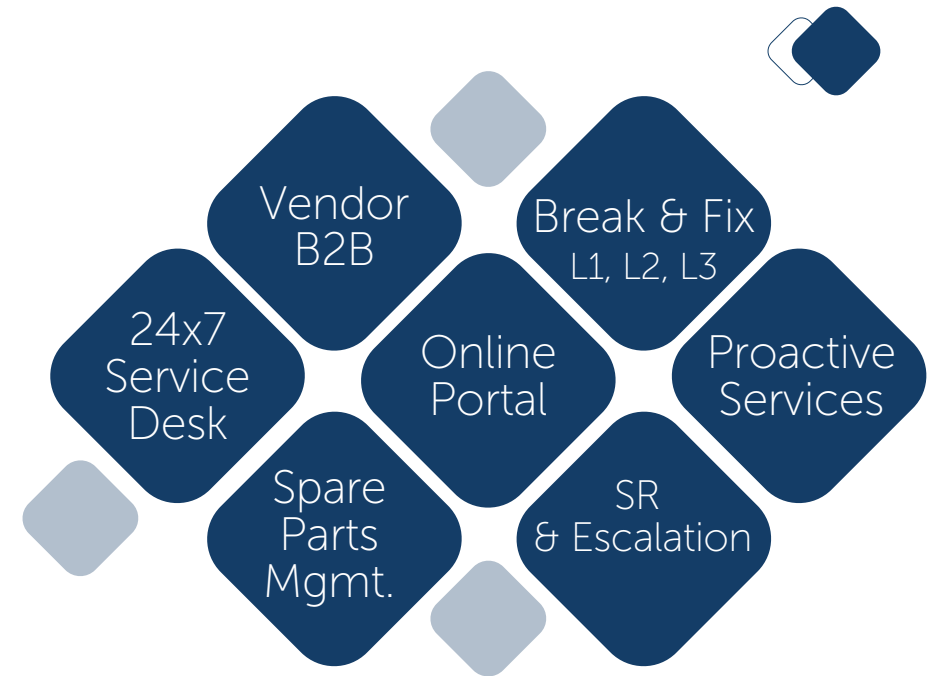 Vendor
B2B
Break & Fix
L1, L2, L3
24x7
Service
Desk
Online
Portal
Proactive
Services
Spare
Parts
Mgmt.
SR
& Escalation